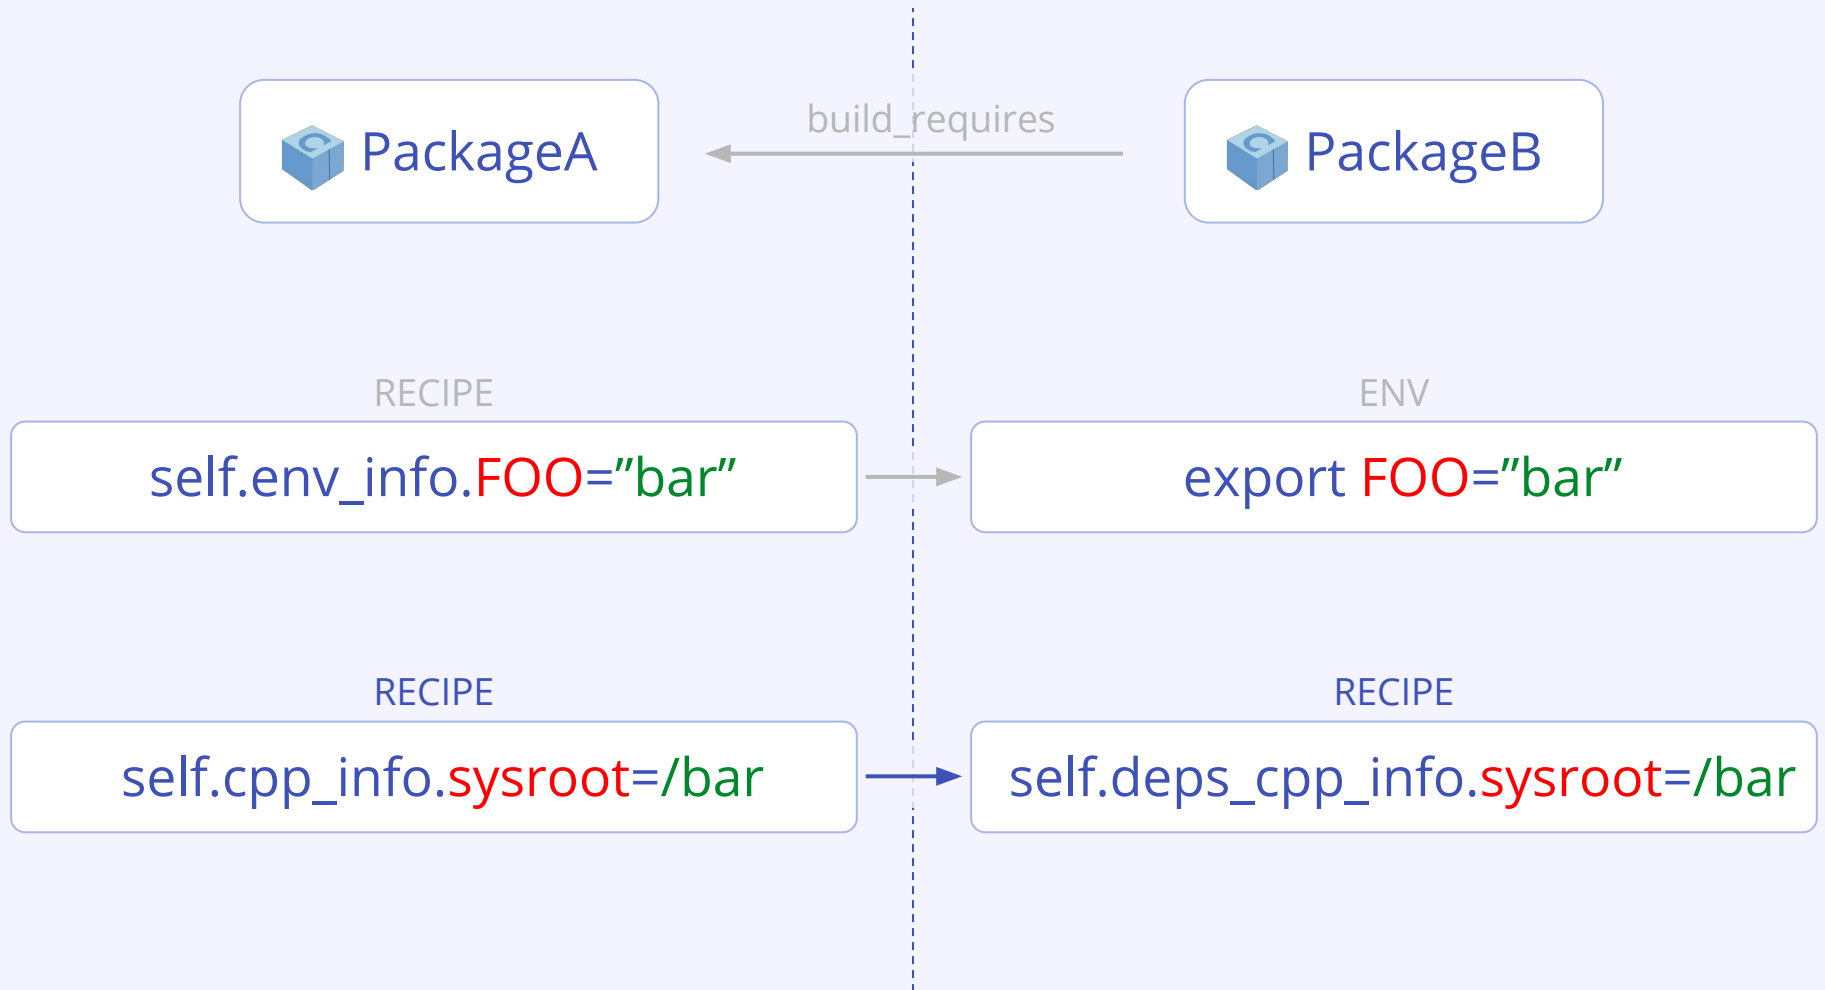 PackageA
build_requires
PackageB
RECIPE
ENV
self.env_info.FOO=”bar”
export FOO=”bar”
RECIPE
RECIPE
self.cpp_info.sysroot=/bar
self.deps_cpp_info.sysroot=/bar